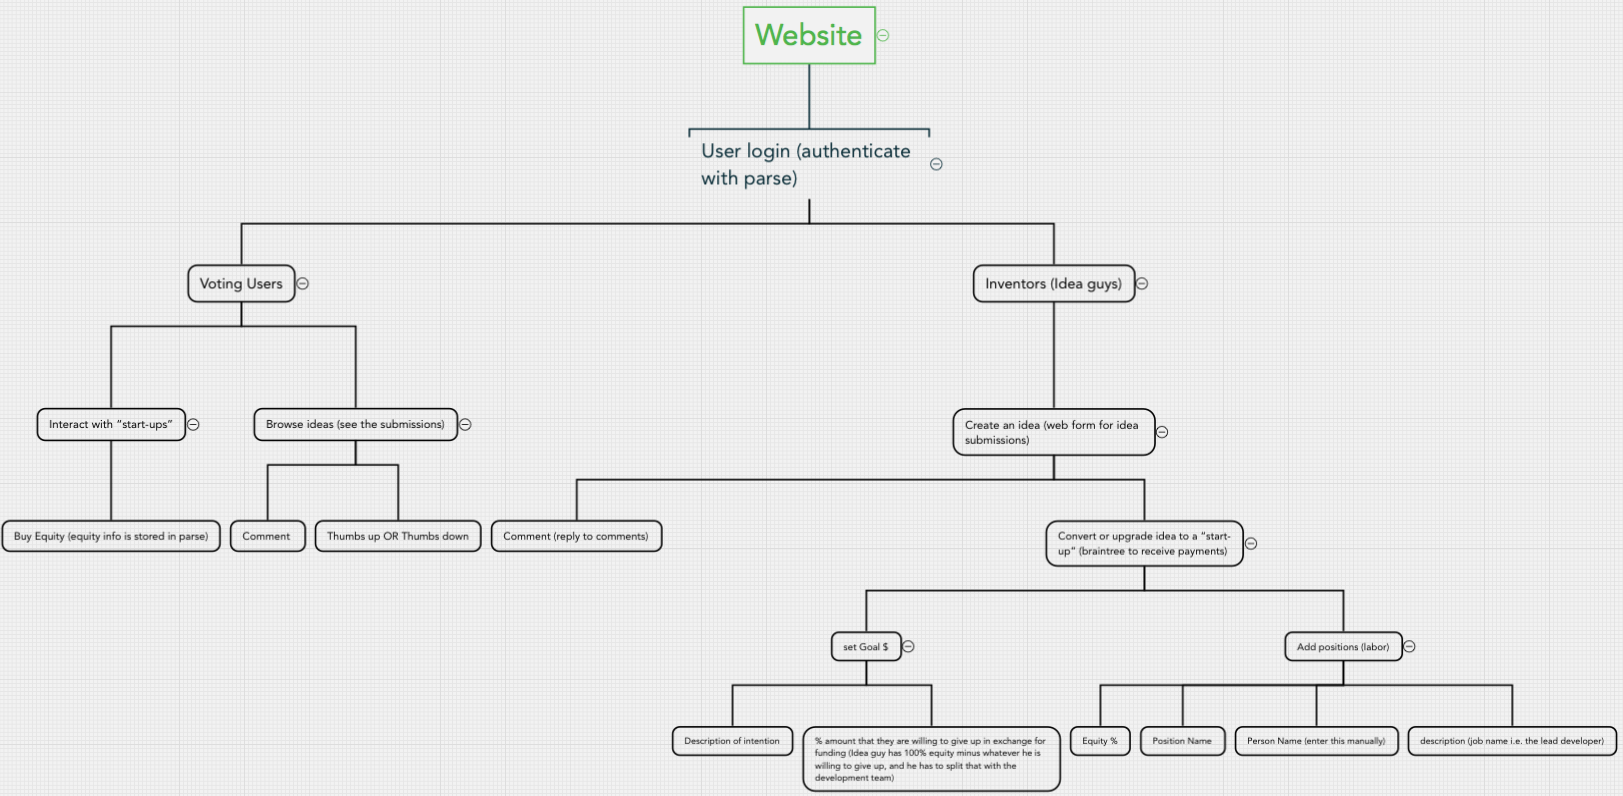 Website
User login (authenticate
with parse)
Voting Users
Inventors (Idea guys)
Interact with “start-ups”
Browse ideas (see the submissions)
Create an idea (web form for idea
submissions)
Buy Equity (equity info is stored in parse)
Comment
Thumbs up OR Thumbs down
Comment (reply to comments)
Convert or upgrade idea to a “start-
up” (braintree to receive payments)
set Goal $
Add positions (labor)
Description of intention
% amount that they are willing to give up in exchange for
funding (Idea guy has 100% equity minus whatever he is
willing to give up, and he has to split that with the
development team)
Equity %
Position Name
Person Name (enter this manually)
description (job name i.e. the lead developer)